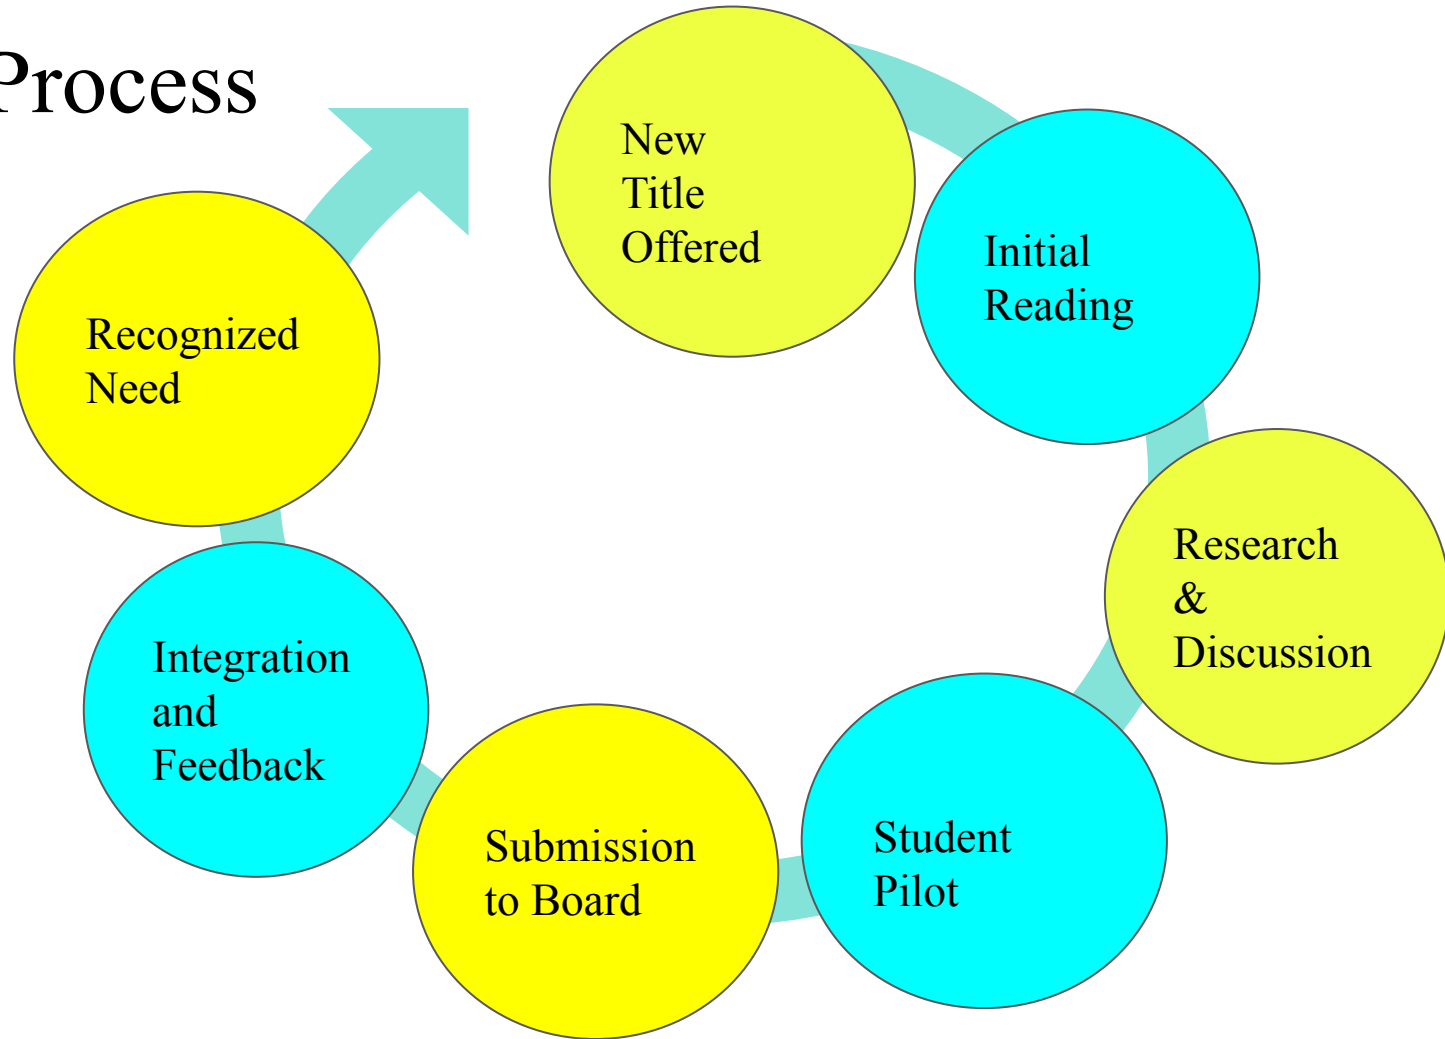 Process
New
Title
Offered
Initial
Reading
Research
&
Discussion
Student
Pilot
Submission
to Board
Integration
and
Feedback
Recognized
Need